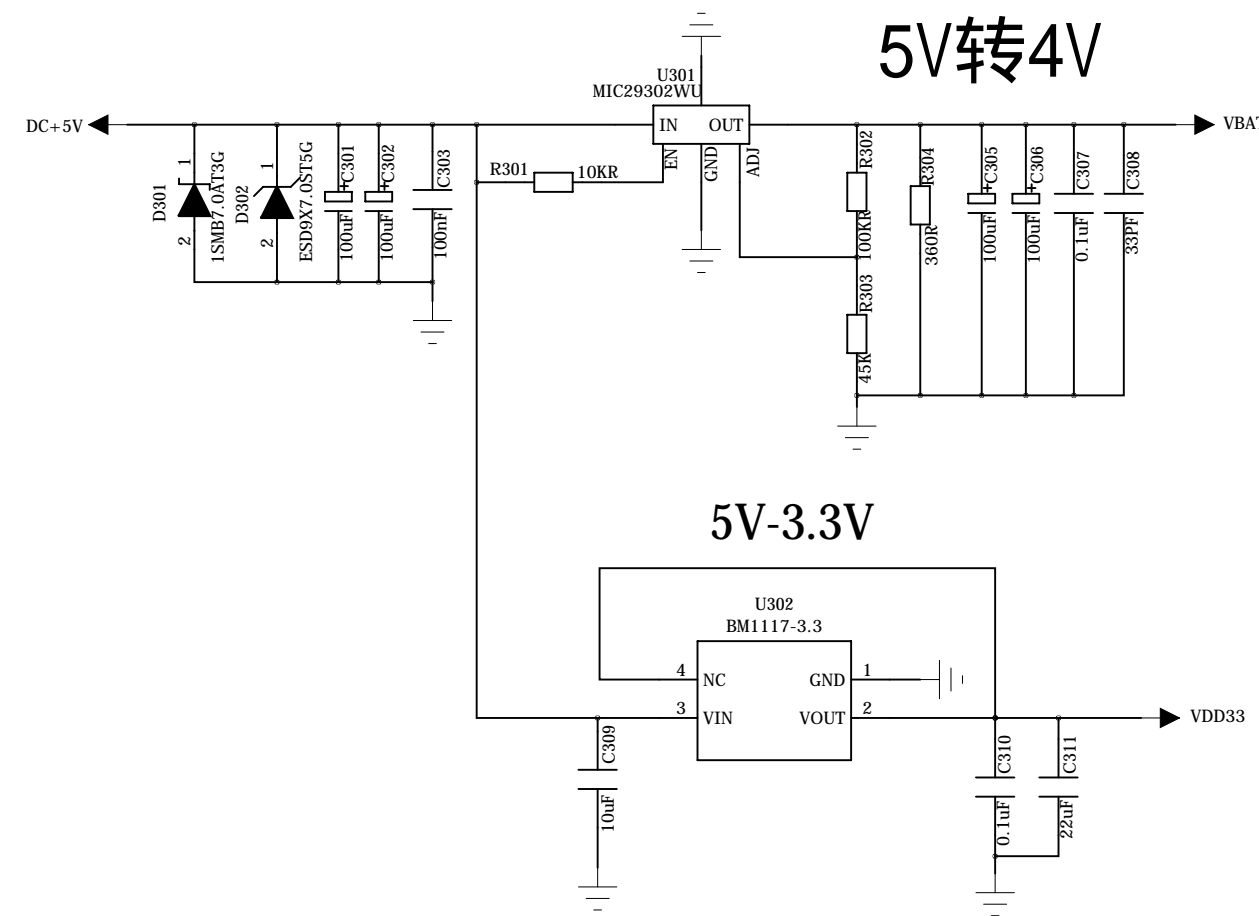 5V转4V
U301
MIC29302WU
DC+5V
IN OUT
VBAT
EN
GND
ADJ
R301 10KR
D301
1
2
1SMB7.0AT3G
D302
1
2
ESD9X7.0ST5G
C301
+
100uF
C302
+
100uF
C303
100nF
R302
100KR
R303
45K
R304
360R
C305
+
100uF
C306
+
100uF
C307
0.1uF
C308
33PF
5V-3.3V
U302
BM1117-3.3
4 NC GND 1
3 VIN VOUT 2
VDD33
C309
10uF
C310
0.1uF
C311
22uF